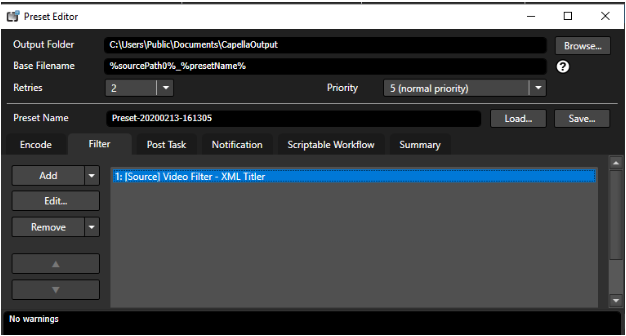 Preset Editor
Output Folder C:\Users\Public\Documents\CapellaOutput Browse...
Base Filename %sourcePath0%_%presetName% ?
Retries 2 Priority 5 (normal priority)
Preset Name Preset-20200213-161305 Load... Save...
Encode Filter Post Task Notification Scriptable Workflow Summary
Add 1: [Source] Video Filter - XML Titler
Edit...
Remove
No warnings